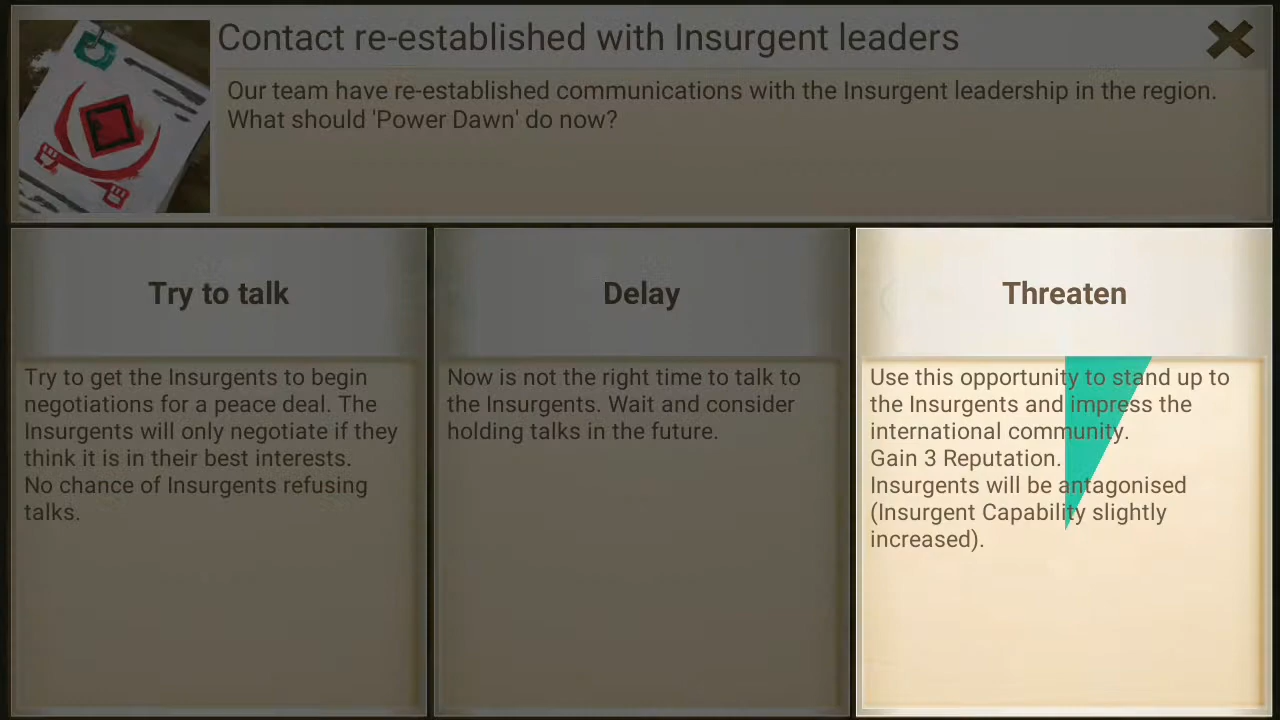 Contact re-established with Insurgent leaders
Our team have re-established communications with the Insurgent leadership in the region.
What should 'Power Dawn' do now?
Try to talk
Try to get the Insurgents to begin
negotiations for a peace deal. The
Insurgents will only negotiate if they
think it is in their best interests.
No chance of Insurgents refusing
talks.
Delay
Now is not the right time to talk to
the Insurgents. Wait and consider
holding talks in the future.
Threaten
Use this opportunity to stand up to
the Insurgents and impress the
international community.
Gain 3 Reputation.
Insurgents will be antagonised
(Insurgent Capability slightly
increased).